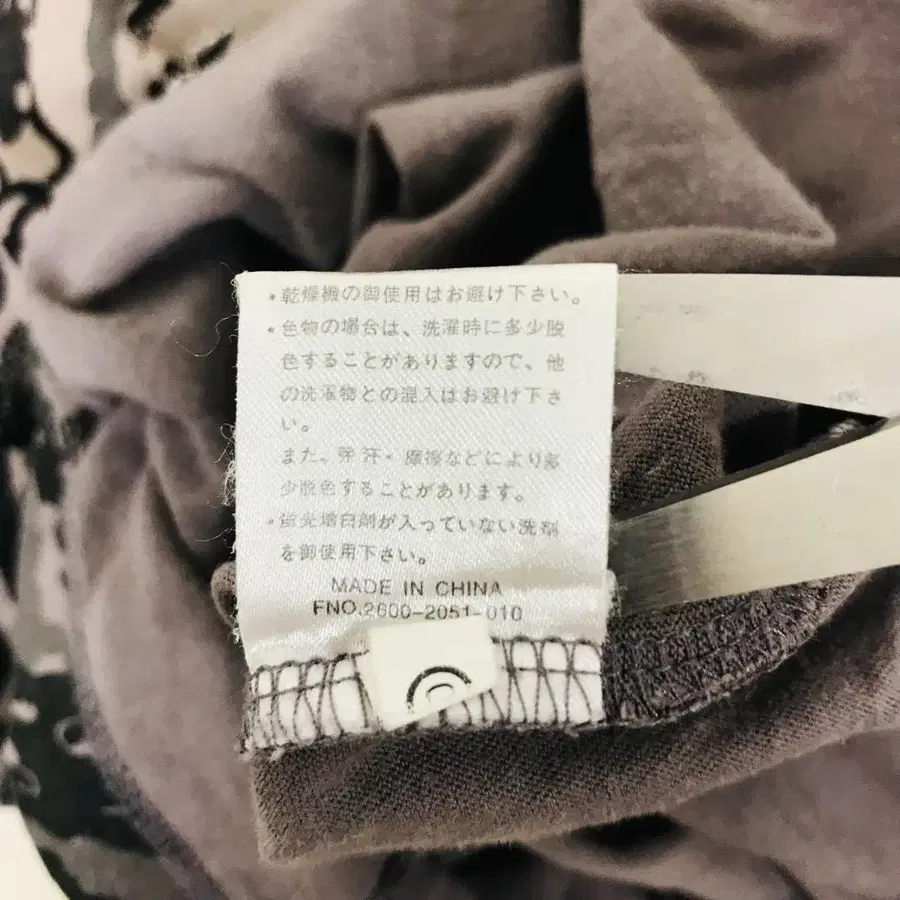 ・乾燥機の御使用はお避け下さい。
・色物の場合は、洗濯時に多少脱
色することがありますので、他
の洗濯物との混入はお避け下さ
い。
また、発汗・摩擦などにより多
少脱色することがあります。
・蛍光増白剤が入っていない洗剤
を御使用下さい。
MADE IN CHINA
FNO.2600-2051-010